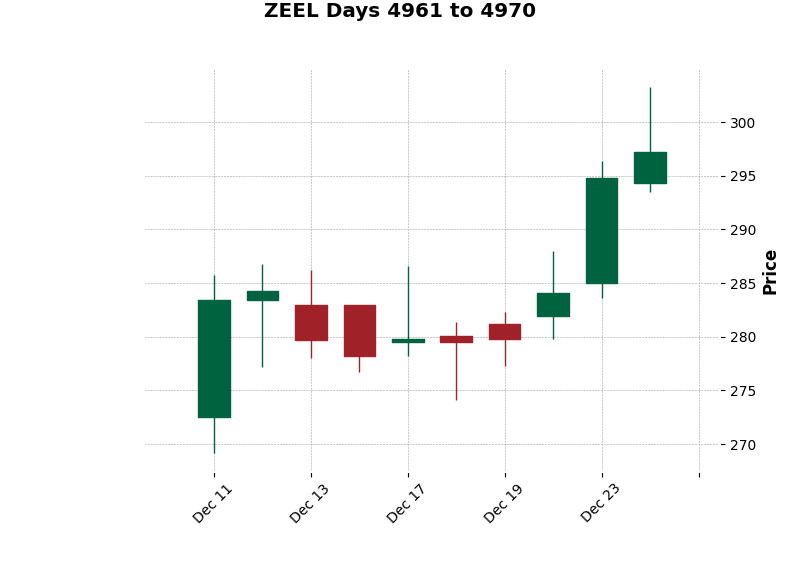 ZEEL Days 4961 to 4970
300
295
290
285
280
275
270
Price
Dec 11
Dec 13
Dec 17
Dec 19
Dec 23